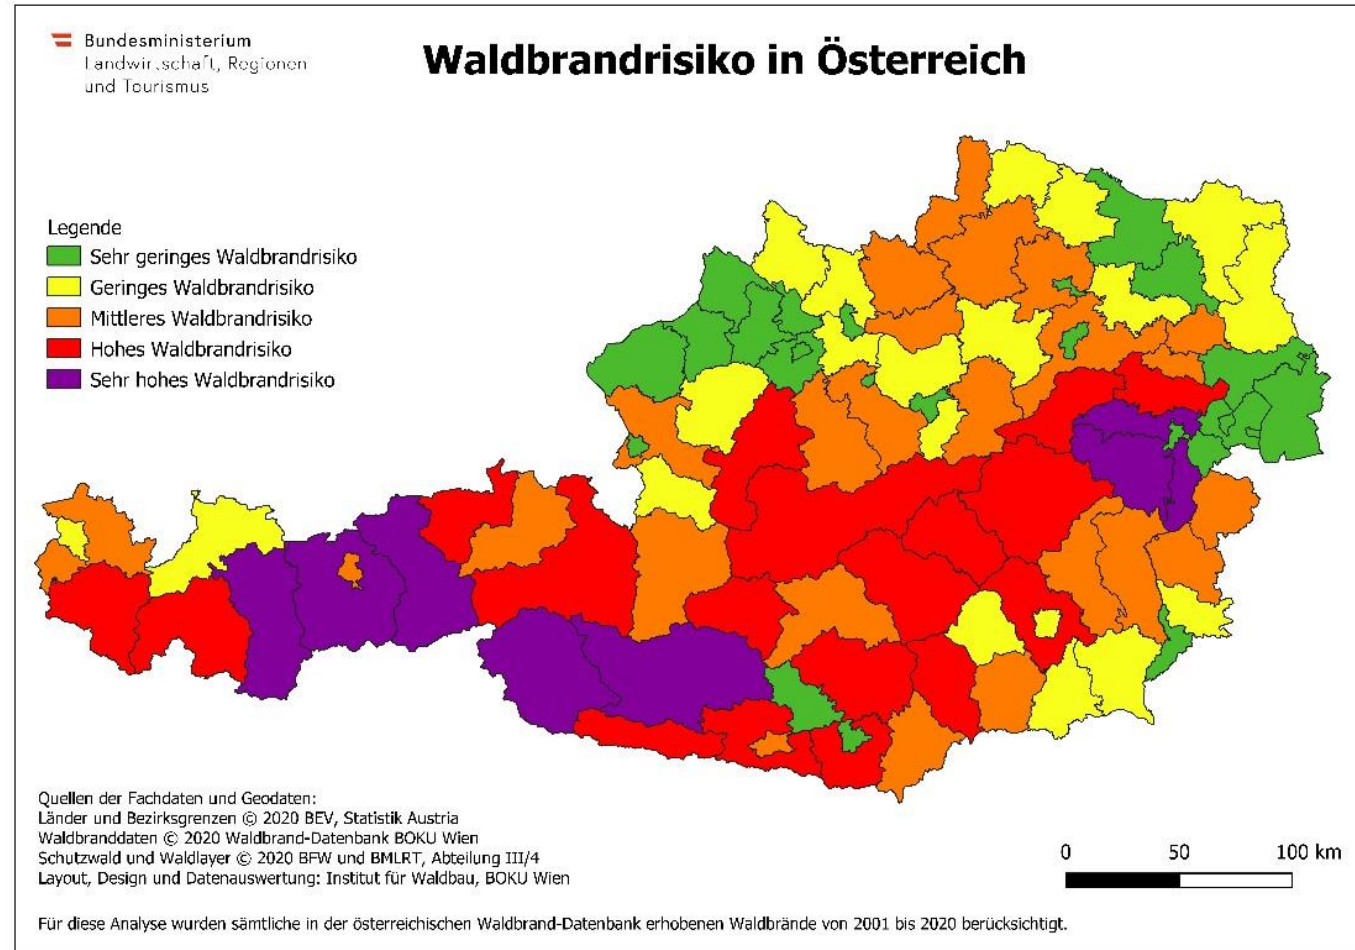 Bundesministerium
Landwirtschaft, Regionen
und Tourismus
Waldbrandrisiko in Österreich
Legende
Sehr geringes Waldbrandrisiko
Geringes Waldbrandrisiko
Mittleres Waldbrandrisiko
Hohes Waldbrandrisiko
Sehr hohes Waldbrandrisiko
Quellen der Fachdaten und Geodaten:
Länder und Bezirksgrenzen © 2020 BEV, Statistik Austria
Waldbranddaten © 2020 Waldbrand-Datenbank BOKU Wien
Schutzwald und Waldlayer © 2020 BFW und BMLRT, Abteilung III/4
Layout, Design und Datenauswertung: Institut für Waldbau, BOKU Wien
0 50 100 km
Für diese Analyse wurden sämtliche in der österreichischen Waldbrand-Datenbank erhobenen Waldbrände von 2001 bis 2020 berücksichtigt.